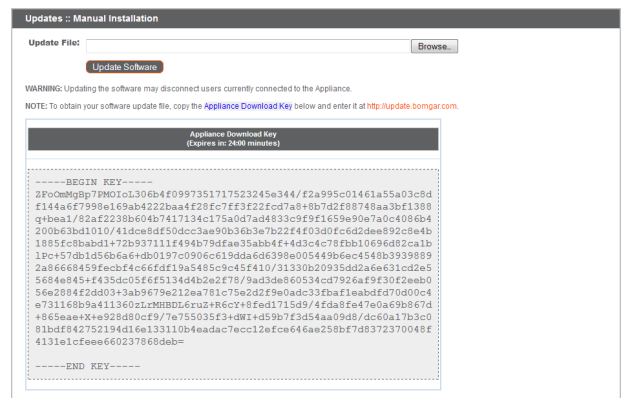 Updates :: Manual Installation
Update File:
Browse..
Update Software
WARNING: Updating the software may disconnect users currently connected to the Appliance.
NOTE: To obtain your software update file, copy the Appliance Download Key below and enter it at http://update.bomgar.com.
Appliance Download Key
(Expires in: 24:00 minutes)
-----BEGIN KEY-----
ZFoOmMgBp7PMOIoL306b4f0997351717523245e344/f2a995c01461a55a03c8d
f144a6f7998e169ab4222baa4f28fc7ff3f22fcd7a8+8b7d2f88748aa3bf1388
q+bea1/82af2238b604b7417134c175a0d7ad4833c9f9f1659e90e7a0c4086b4
200b63bd1010/41dce8df50dcc3ae90b36b3e7b22f4f03d0fc6d2dee892c8e4b
1885fc8babd1+72b937111f494b79dfae35abb4f+4d3c4c78fbb10696d82ca1b
1Pc+57db1d56b6a6+db0197c0906c619dda6d6398e005449b6ec4548b3939889
2a86668459fecbf4c66fdf19a5485c9c45f410/31330b20935dd2a6e631cd2e5
5684e845+f435dc05f6f5134d4b2e2f78/9ad3de860534cd7926af9f30f2eeb0
56e2884f2dd03+3ab9679e212ea781c75e2d2f9e0adc33fbaf1eabdfd70d00c4
e731168b9a411360zLrMHBDL6ruZ+R6cY+8fed1715d9/4fda8fe47e0a69b867d
+865eae+X+e928d80cf9/7e755035f3+dWI+d59b7f3d54aa09d8/dc60a17b3c0
81bdf842752194d16e133110b4eadac7ecc12efce646ae258bf7d8372370048f
4131e1cfeee660237868deb=
-----END KEY-----